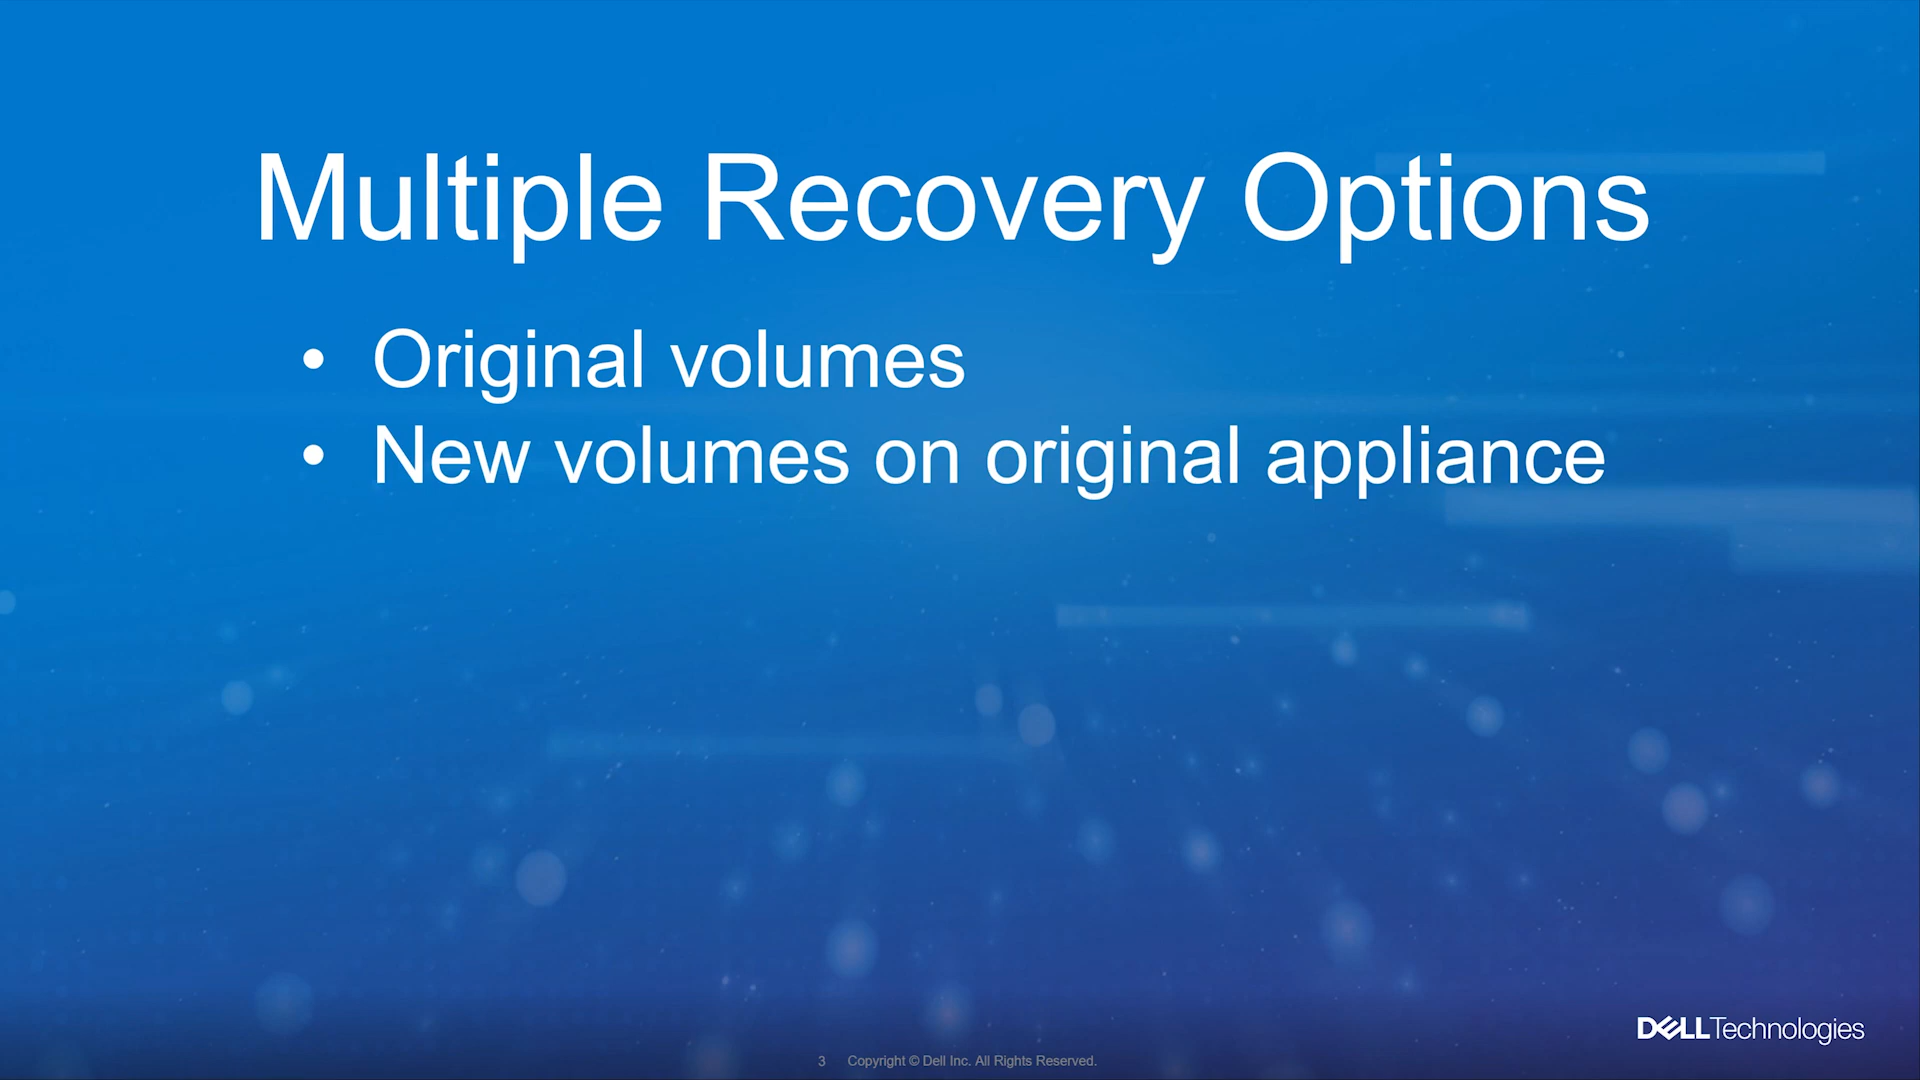 Multiple Recovery Options
• Original volumes
• New volumes on original appliance
DELLTechnologies
3 Copyright © Dell Inc. All Rights Reserved.